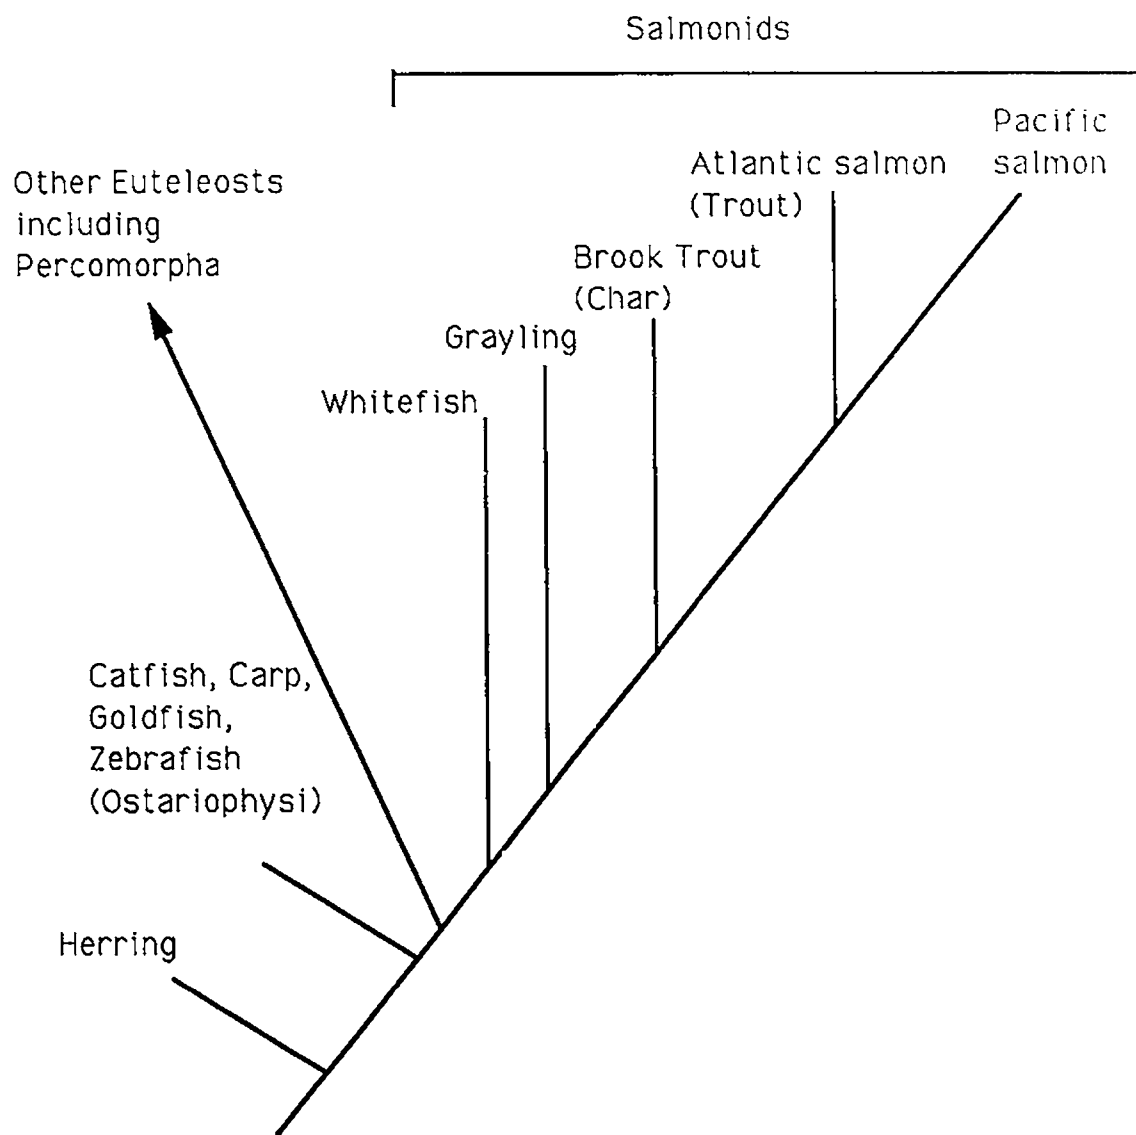 Salmonids
Pacific
salmon
Atlantic salmon
(Trout)
Other Euteleosts
including
Percomorpha
Brook Trout
(Char)
Grayling
Whitefish
Catfish, Carp,
Goldfish,
Zebrafish
(Ostariophysi)
Herring